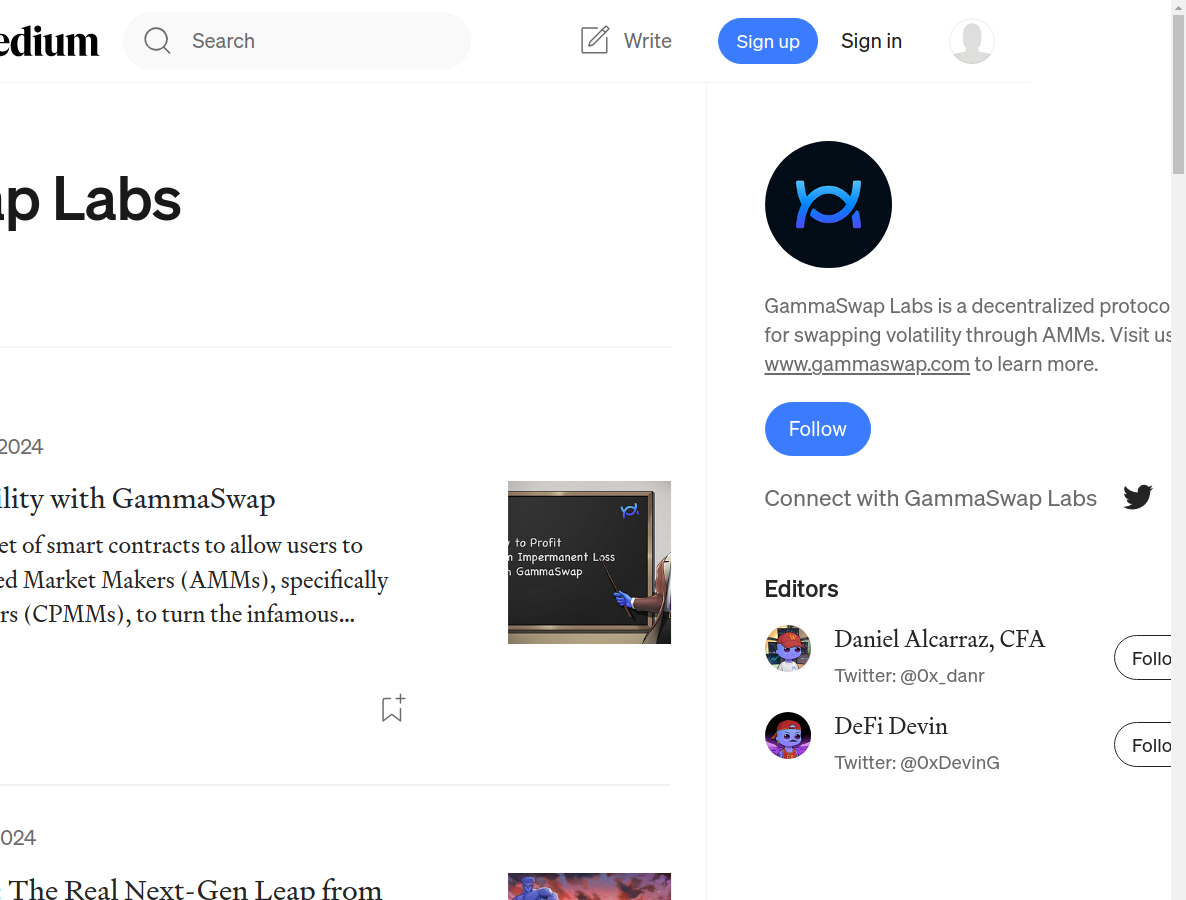 edium
Search
Write
Sign up
Sign in
ap Labs
2024
ility with GammaSwap
et of smart contracts to allow users to
ed Market Makers (AMMs), specifically
rs (CPMMs), to turn the infamous...
to Profit
Impermanent Loss
GammaSwap
024
: The Real Next-Gen Leap from
GammaSwap Labs is a decentralized protoco
for swapping volatility through AMMs. Visit us
www.gammaswap.com to learn more.
Follow
Connect with GammaSwap Labs
Editors
Daniel Alcarraz, CFA
Twitter: @0x_danr
Follo
DeFi Devin
Twitter: @0xDevinG
Follo